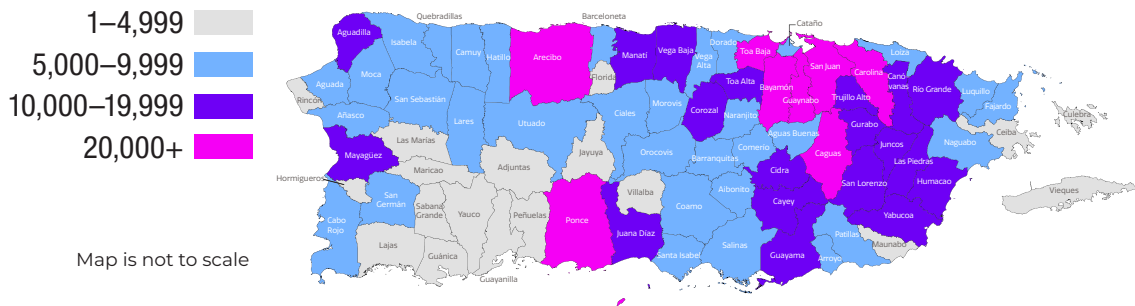 1–4,999
5,000–9,999
10,000–19,999
20,000+
Map is not to scale
Quebradillas
Barceloneta
Cataño
Aguadilla
Isabela
Camuy
Hatillo
Arecibo
Manatí
Vega Baja
Vega
Alta
Dorado
Toa Baja
San Juan
Loiza
Moca
Florida
Toa Alta
Bayamón
Guaynabo
Carolina
Canó
vanas
Rio Grande
Luquillo
Fajardo
Aguada
Rincón
San Sebastián
Ciales
Morovis
Corozal
Naranjito
Trujillo Alto
Gurabo
Culebra
Ceiba
Añasco
Lares
Utuado
Aguas Buenas
Las Marías
Mayagüez
Maricao
Adjuntas
Jayuya
Orocovis
Barranquitas
Comerio
Caguas
Juncos
Las Piedras
Naguabo
Hormigueros
San
Germán
Sabana
Grande
Yauco
Peñuelas
Ponce
Villalba
Coamo
Aibonito
Cidra
Cayey
San Lorenzo
Humacao
Vieques
Cabo
Rojo
Lajas
Guánica
Guayanilla
Juana Díaz
Santa Isabel
Salinas
Guayama
Arroyo
Patillas
Maunabo
Yabucoa